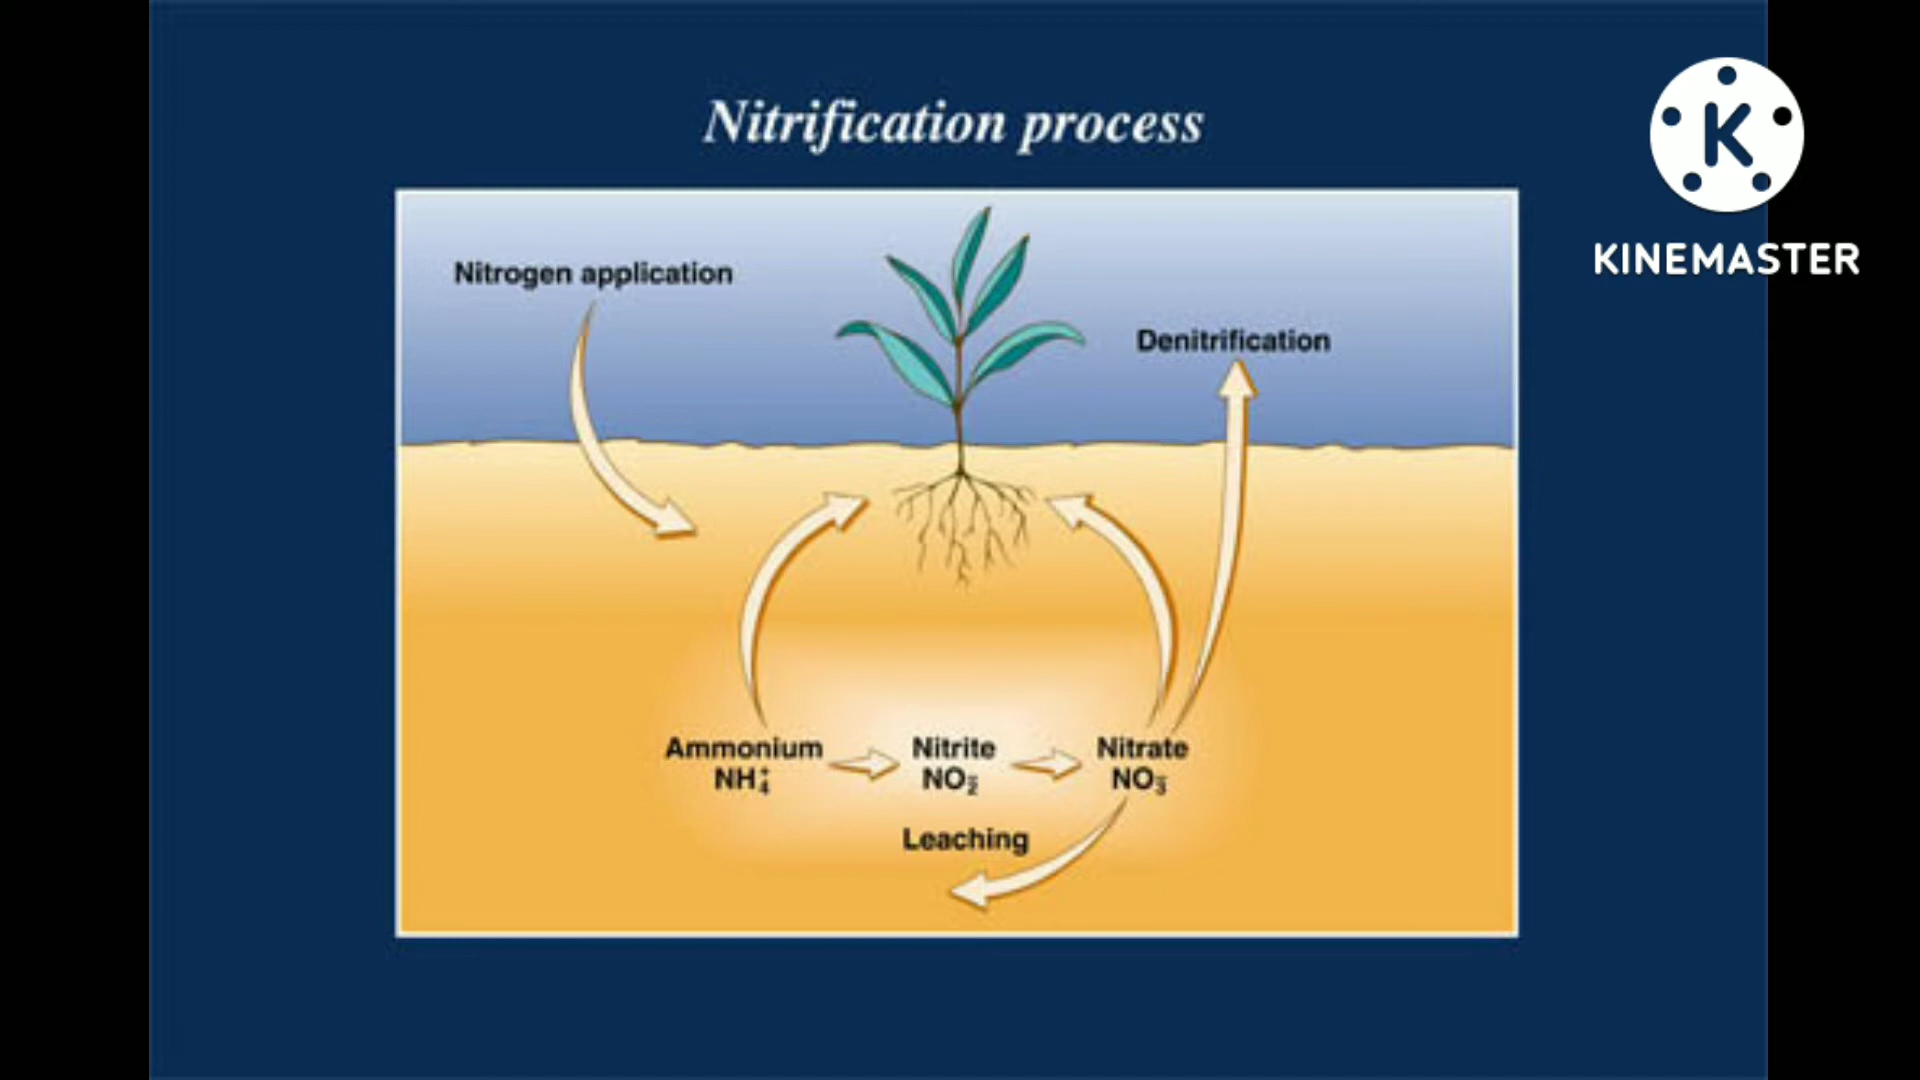 Nitrification process
KINEMASTER
Nitrogen application
Denitrification
Ammonium
NH₄⁺
Nitrite
NO₂⁻
Nitrate
NO₃⁻
Leaching